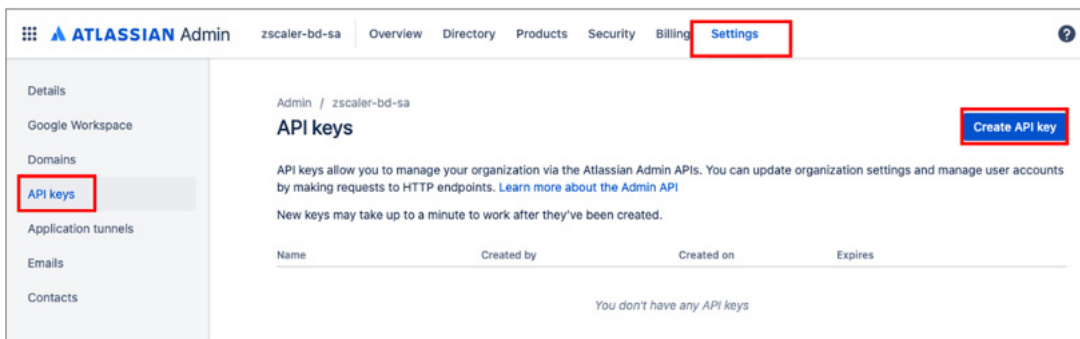 ATLASSIAN Admin zscaler-bd-sa Overview Directory Products Security Billing Settings ?
Details
Google Workspace
Domains
API keys
Application tunnels
Emails
Contacts
Admin / zscaler-bd-sa
API keys
Create API key
API keys allow you to manage your organization via the Atlassian Admin APIs. You can update organization settings and manage user accounts
by making requests to HTTP endpoints. Learn more about the Admin API
New keys may take up to a minute to work after they've been created.
Name Created by Created on Expires
You don't have any API keys